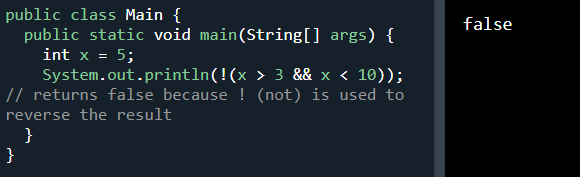 public class Main {
  public static void main(String[] args) {
    int x = 5;
    System.out.println(!(x > 3 && x < 10));
// returns false because ! (not) is used to
reverse the result
  }
}
false